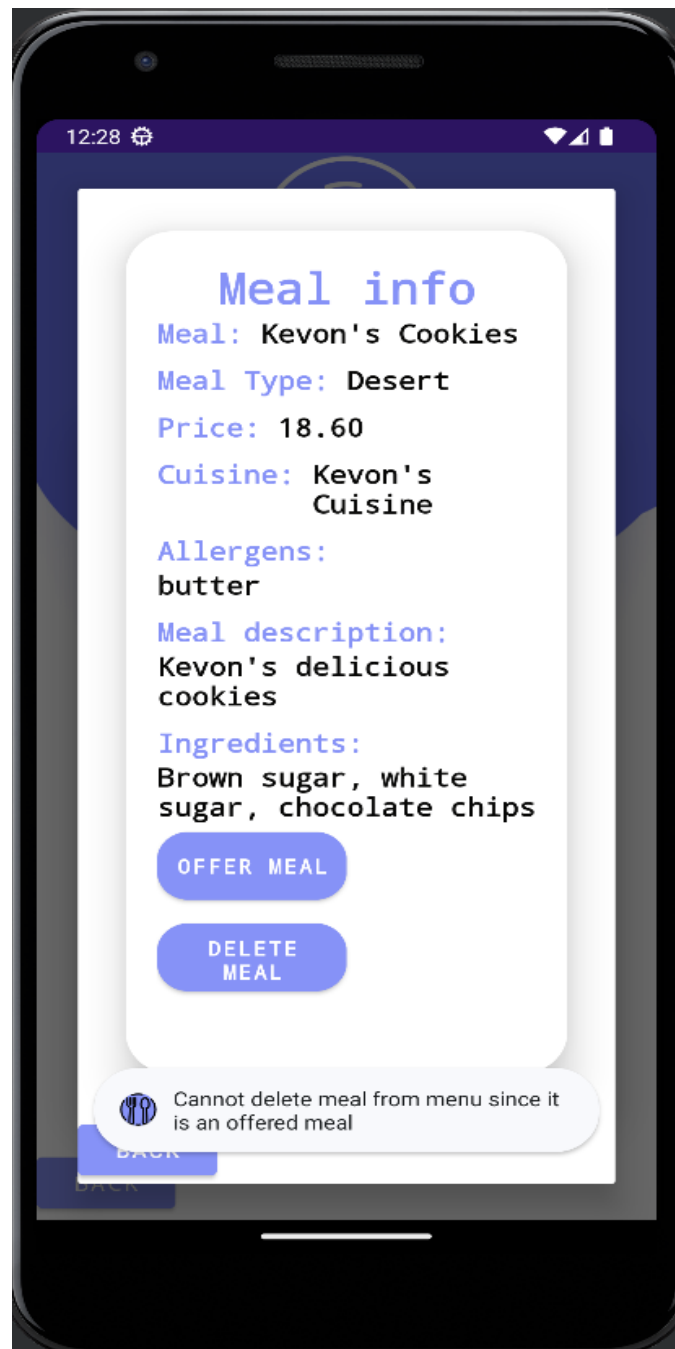 12:28
Meal info
Meal: Kevon's Cookies
Meal Type: Desert
Price: 18.60
Cuisine: Kevon's
Cuisine
Allergens:
butter
Meal description:
Kevon's delicious
cookies
Ingredients:
Brown sugar, white
sugar, chocolate chips
OFFER MEAL
DELETE
MEAL
Cannot delete meal from menu since it
is an offered meal
BACK
BACK